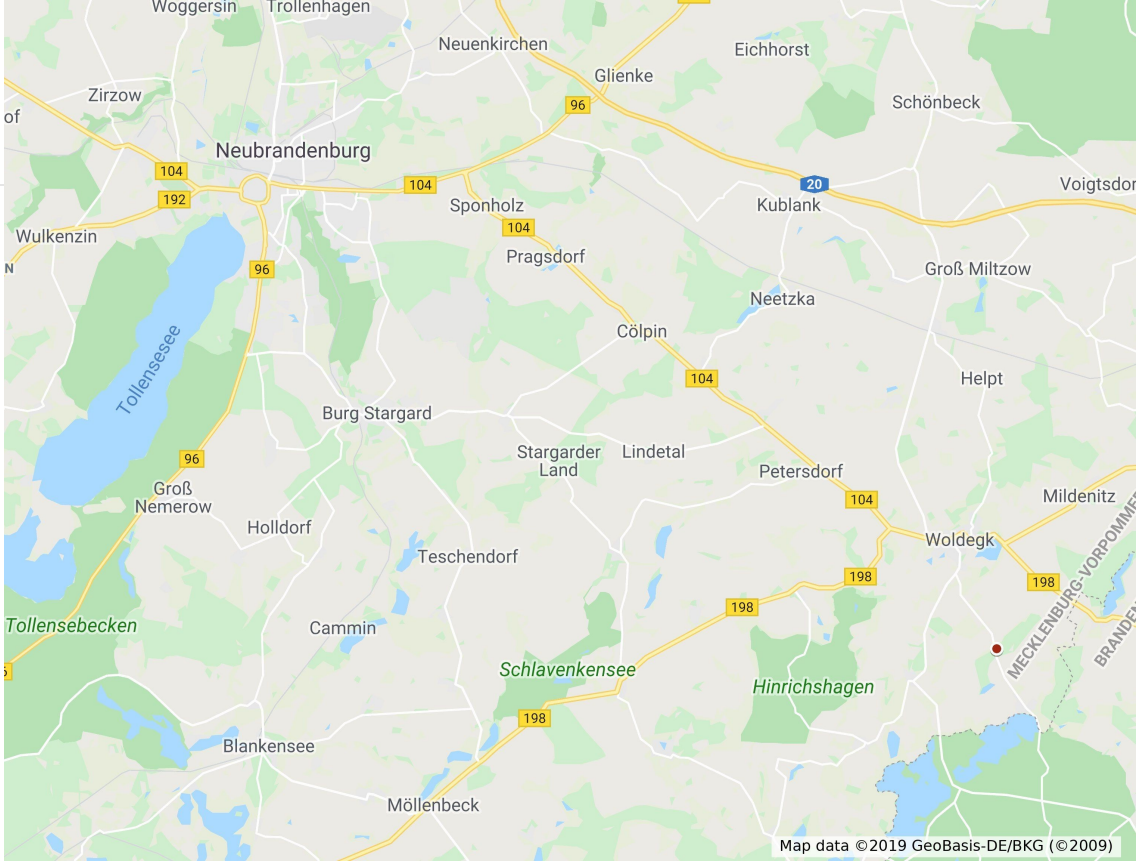 Woggersin
Trollenhagen
Neuenkirchen
Eichhorst
Glienke
Zirzow
96
Schönbeck
of
Neubrandenburg
104
104
20
Voigtsdor
192
Sponholz
Kublank
104
Wulkenzin
Pragsdorf
N
96
Groß Miltzow
Neetzka
Cölpin
Tollensesee
104
Helpt
Burg Stargard
Stargarder
Land
Lindetal
96
Petersdorf
Groß
Nemerow
104
Mildenitz
Holldorf
Woldegk
Teschendorf
198
198
198
MECKLENBURG-VORPOMME
BRANDEN
Tollensebecken
Cammin
Schlavenkensee
Hinrichshagen
198
Blankensee
Möllenbeck
Map data ©2019 GeoBasis-DE/BKG (©2009)